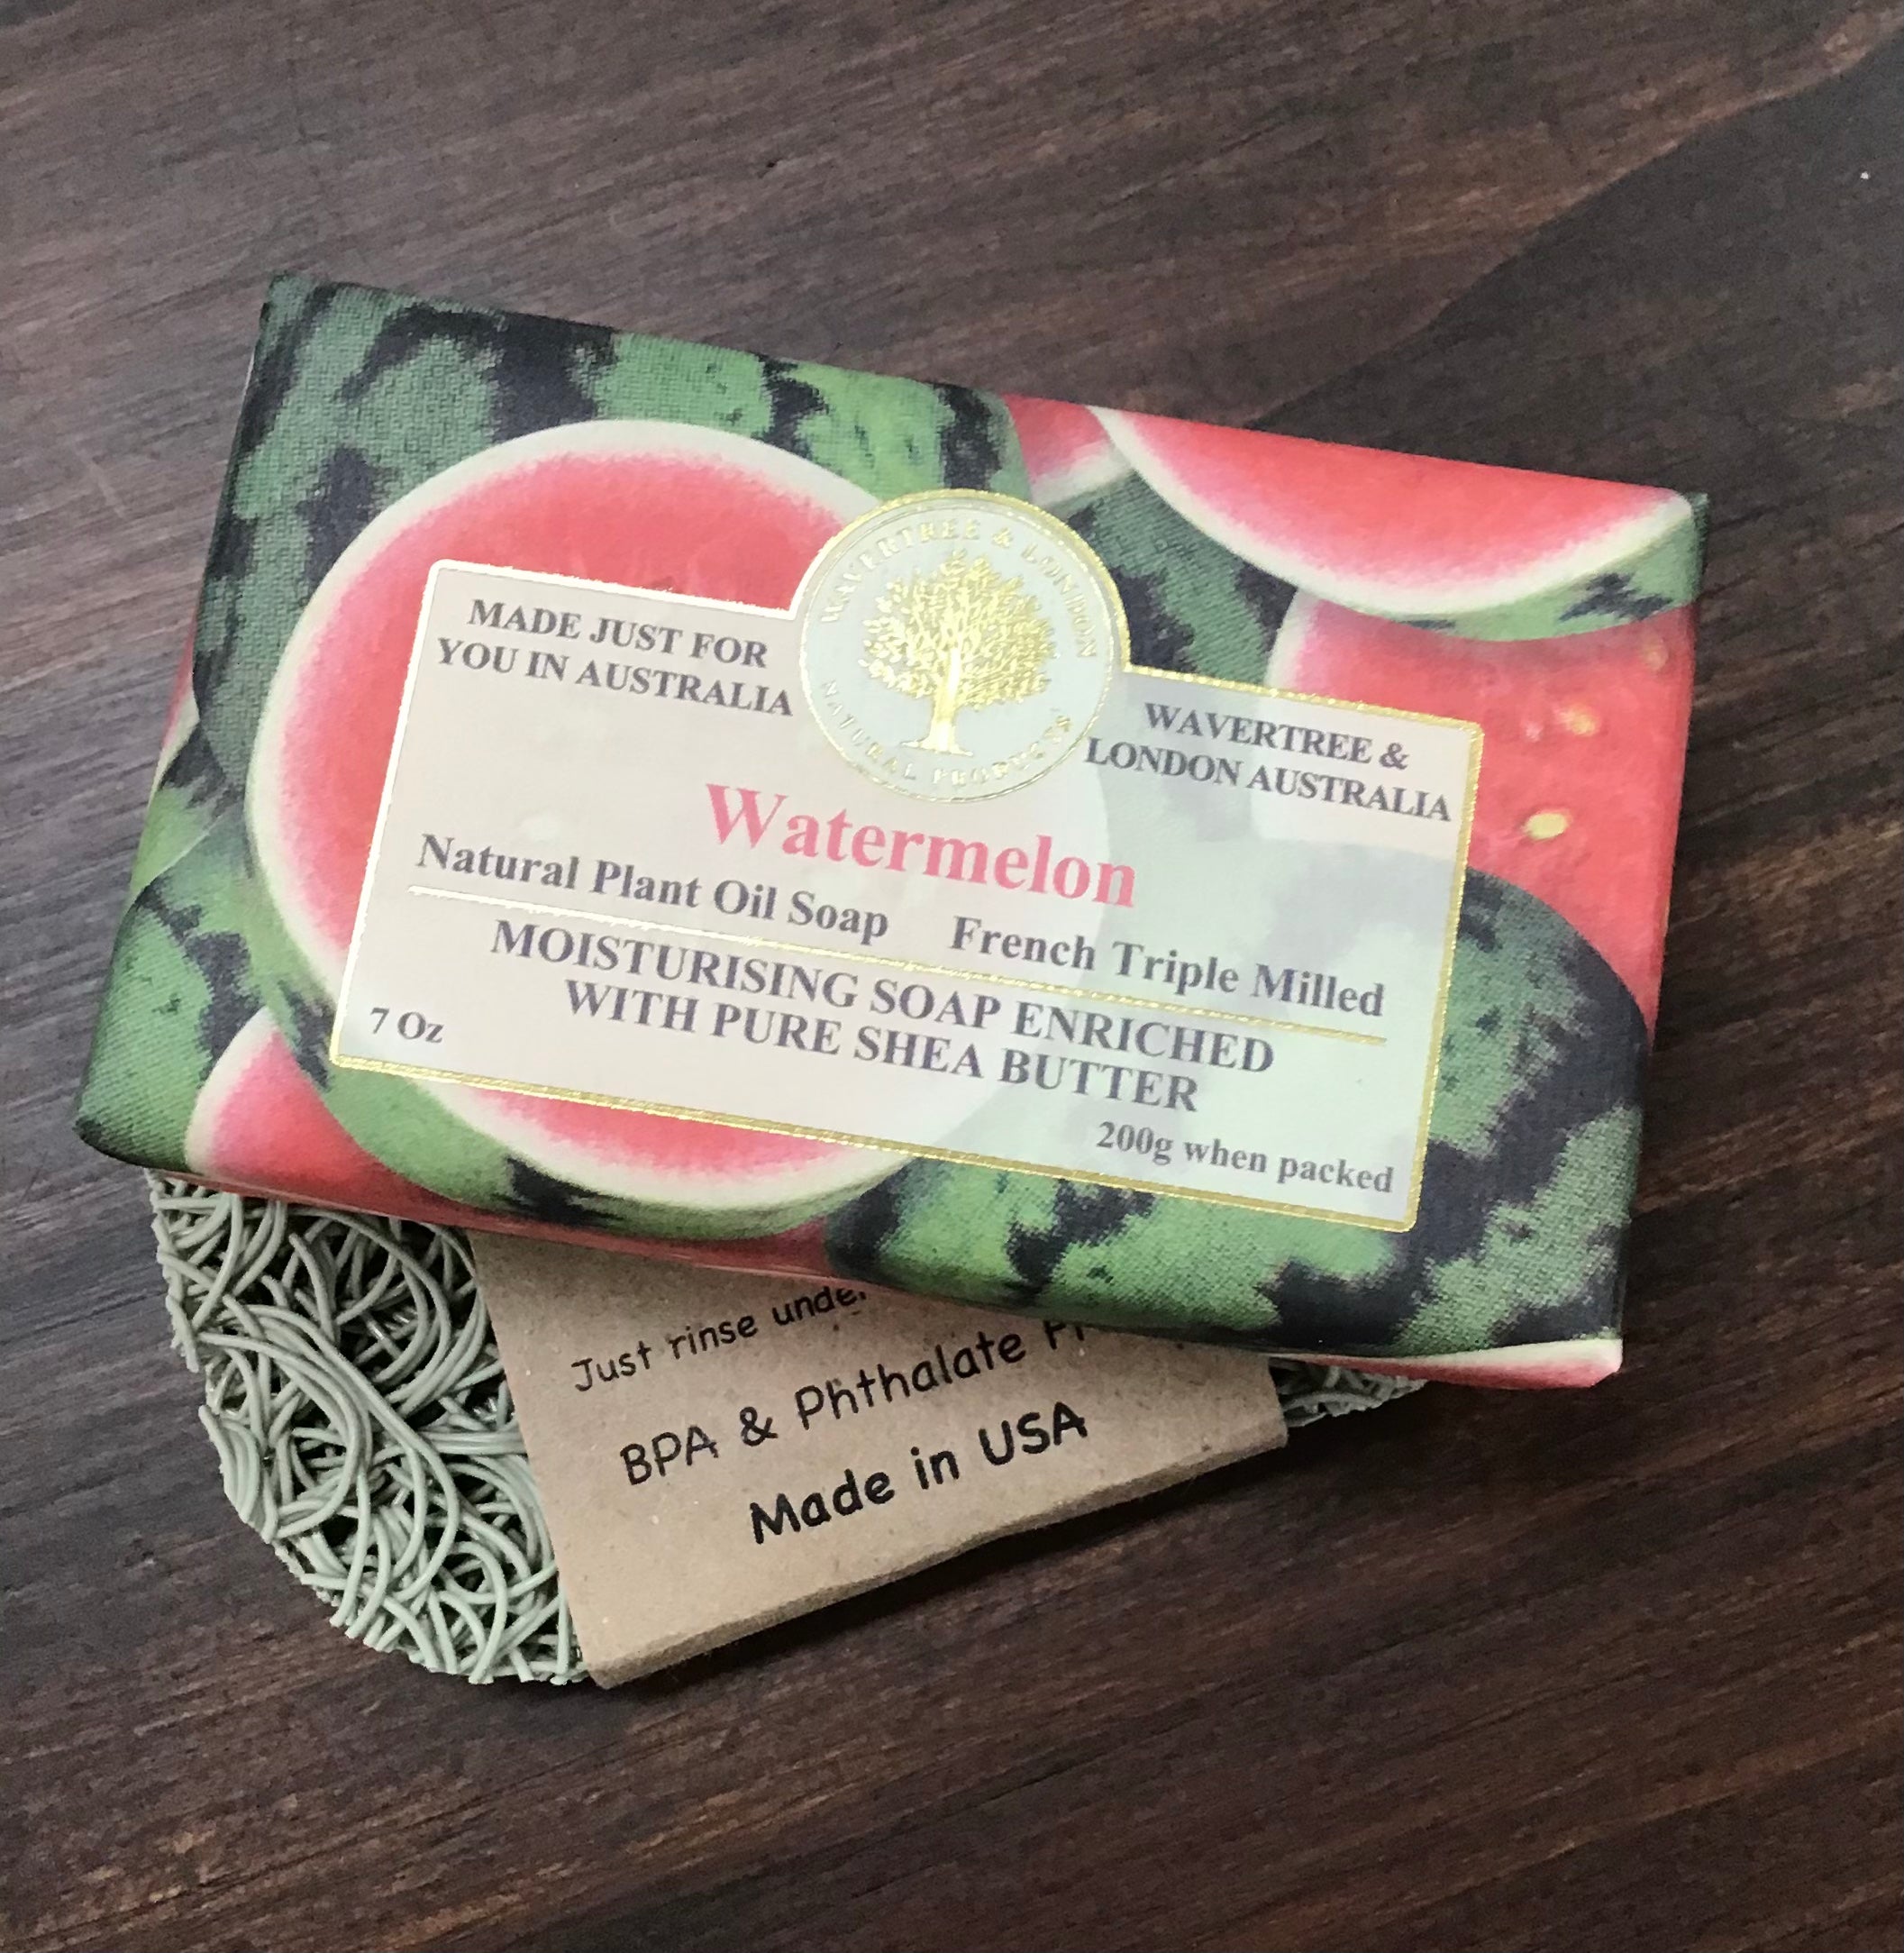 WAVERTREE & LONDON
NATURAL PRODUCTS
MADE JUST FOR
YOU IN AUSTRALIA
WAVERTREE &
LONDON AUSTRALIA
Watermelon
Natural Plant Oil Soap French Triple Milled
MOISTURISING SOAP ENRICHED
WITH PURE SHEA BUTTER
7 Oz
200g when packed
Just rinse under
BPA & Phthalate
Made in USA